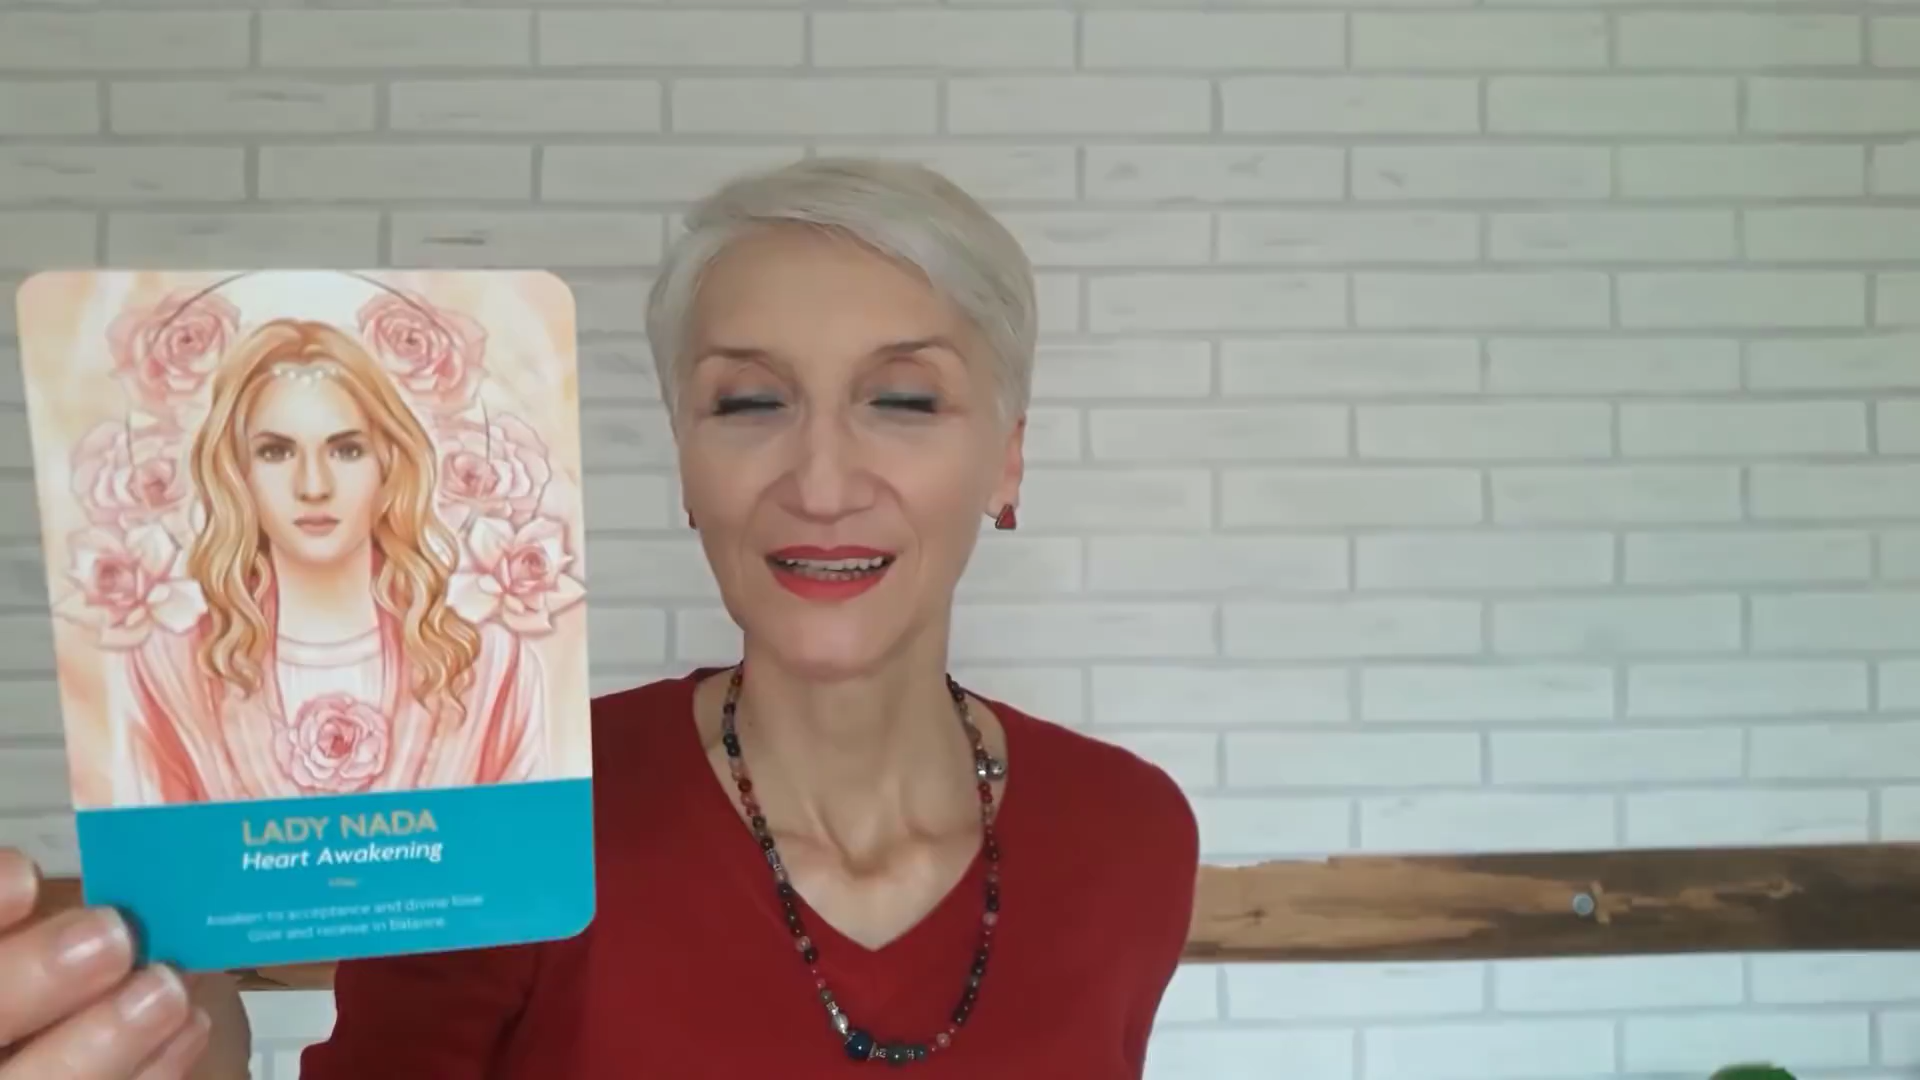 LADY NADA
Heart Awakening
Awaken to acceptance and divine love
Give and receive in balance